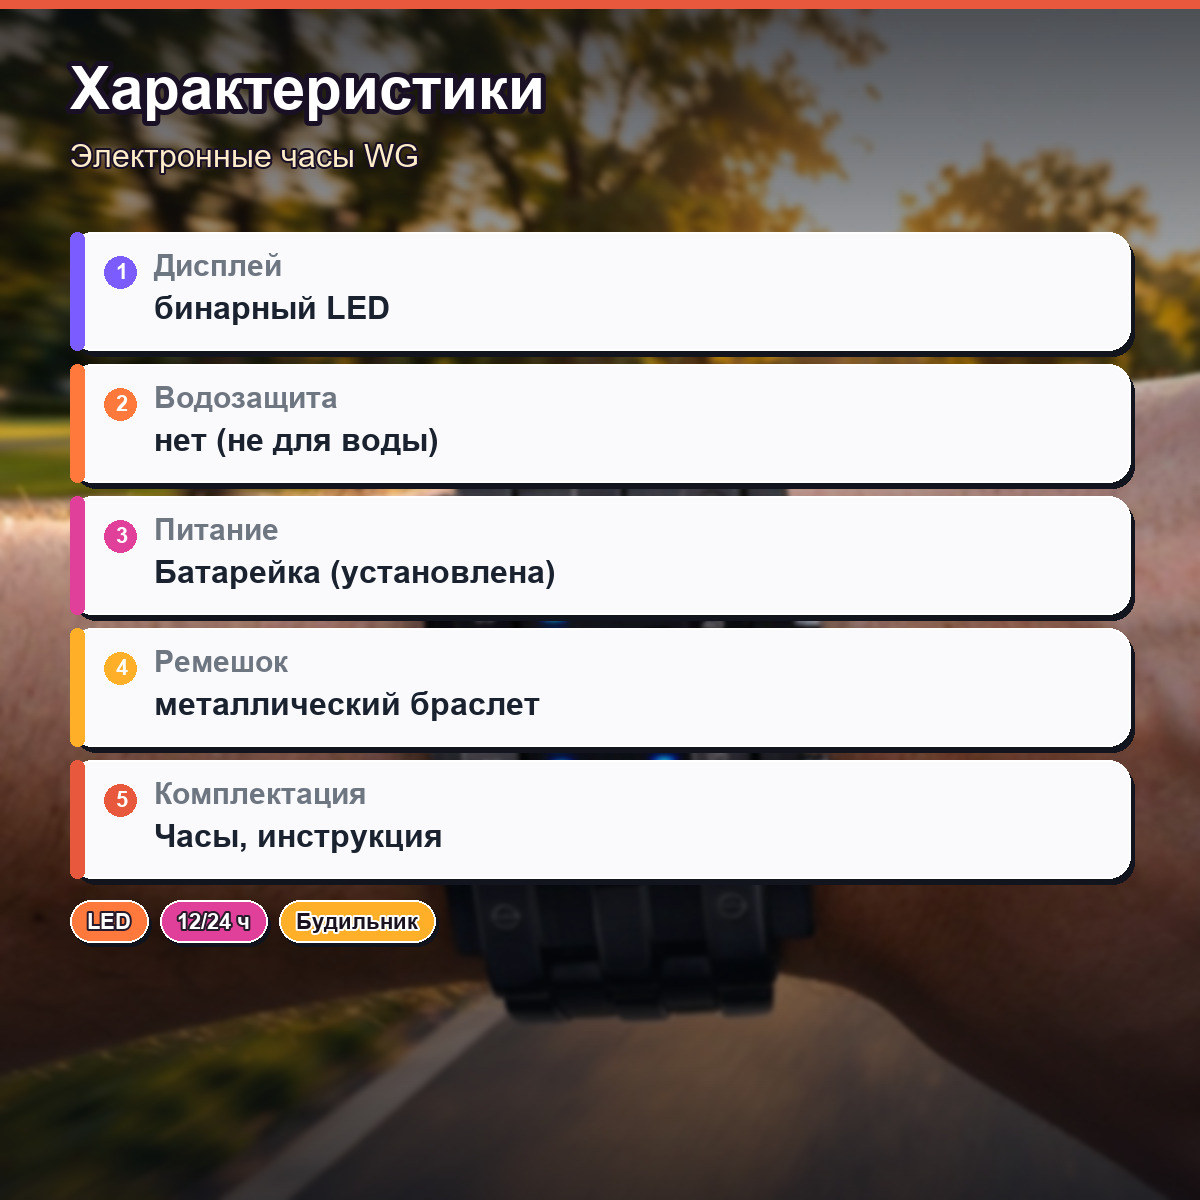 Характеристики
Электронные часы WG
1 Дисплей
бинарный LED
2 Водозащита
нет (не для воды)
3 Питание
Батарейка (установлена)
4 Ремешок
металлический браслет
5 Комплектация
Часы, инструкция
LED 12/24 ч Будильник